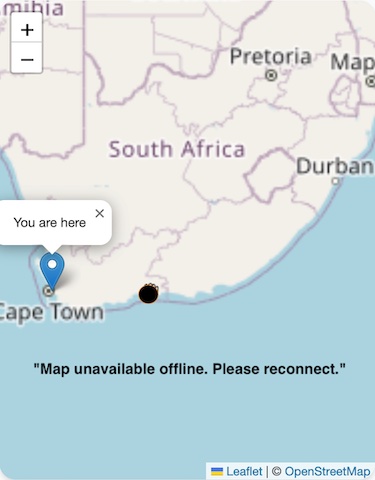 mibia
+
−
Pretoria
Map
South Africa
Durban
You are here ×
Cape Town
"Map unavailable offline. Please reconnect."
Leaflet | © OpenStreetMap